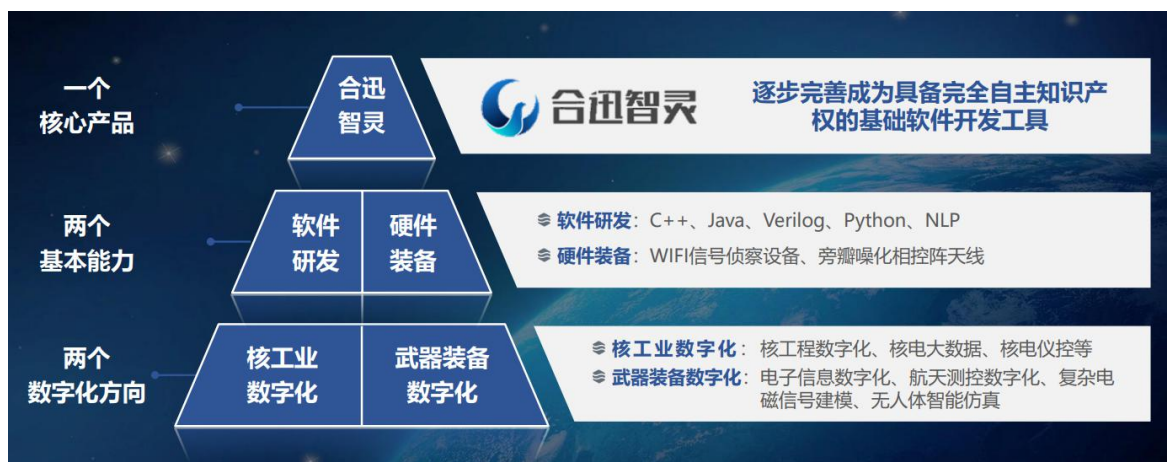 一个
核心产品
合迅
智灵
合迅智灵
逐步完善成为具备完全自主知识产
权的基础软件开发工具
两个
基本能力
软件
研发
硬件
装备
软件研发：C++、Java、Verilog、Python、NLP
硬件装备：WIFI信号侦察设备、旁瓣噪化相控阵天线
两个
数字化方向
核工业
数字化
武器装备
数字化
核工业数字化：核工程数字化、核电大数据、核电仪控等
武器装备数字化：电子信息数字化、航天测控数字化、复杂电
磁信号建模、无人体智能仿真